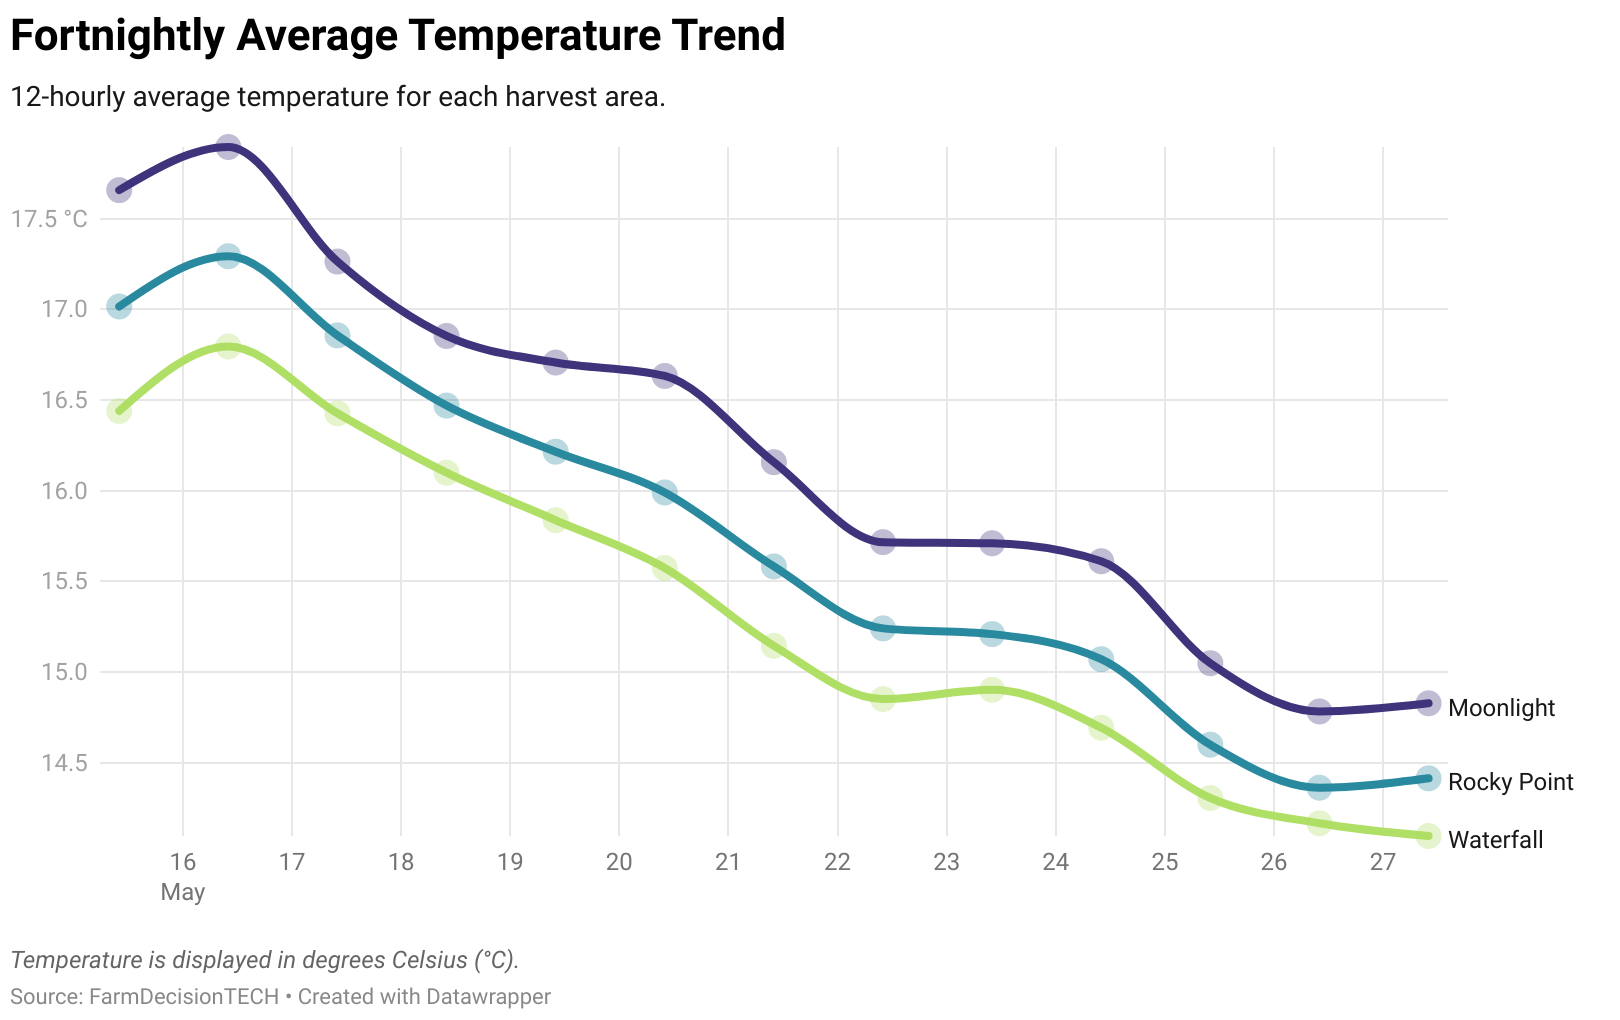 Fortnightly Average Temperature Trend
12-hourly average temperature for each harvest area.
17.5 °C
17.0
16.5
16.0
15.5
15.0
14.5
Moonlight
Rocky Point
Waterfall
16 17 18 19 20 21 22 23 24 25 26 27
May
Temperature is displayed in degrees Celsius (°C).
Source: FarmDecisionTECH • Created with Datawrapper